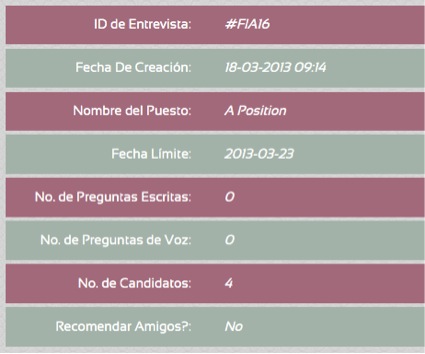 ID de Entrevista: #FIA16
Fecha De Creación: 18-03-2013 09:14
Nombre del Puesto: A Position
Fecha Límite: 2013-03-23
No. de Preguntas Escritas: 0
No. de Preguntas de Voz: 0
No. de Candidatos: 4
Recomendar Amigos?: No